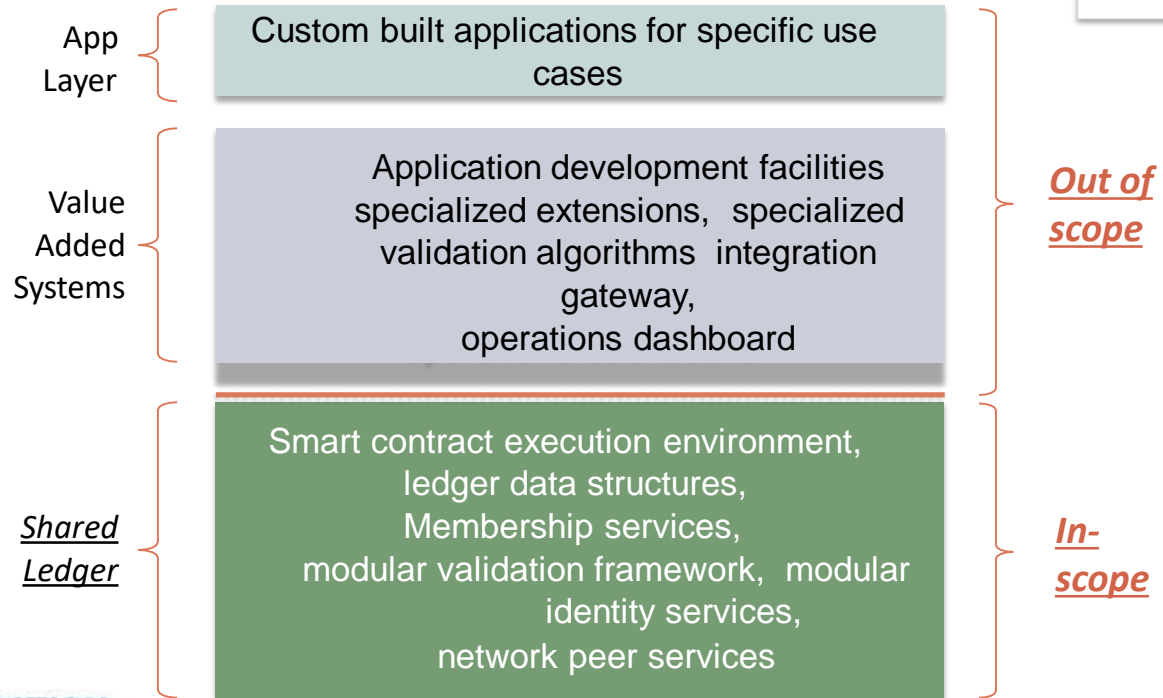 App
Layer
Custom built applications for specific use
cases
Value
Added
Systems
Application development facilities
specialized extensions, specialized
validation algorithms integration
gateway,
operations dashboard
Out of
scope
Shared
Ledger
Smart contract execution environment,
ledger data structures,
Membership services,
modular validation framework, modular
identity services,
network peer services
In-
scope